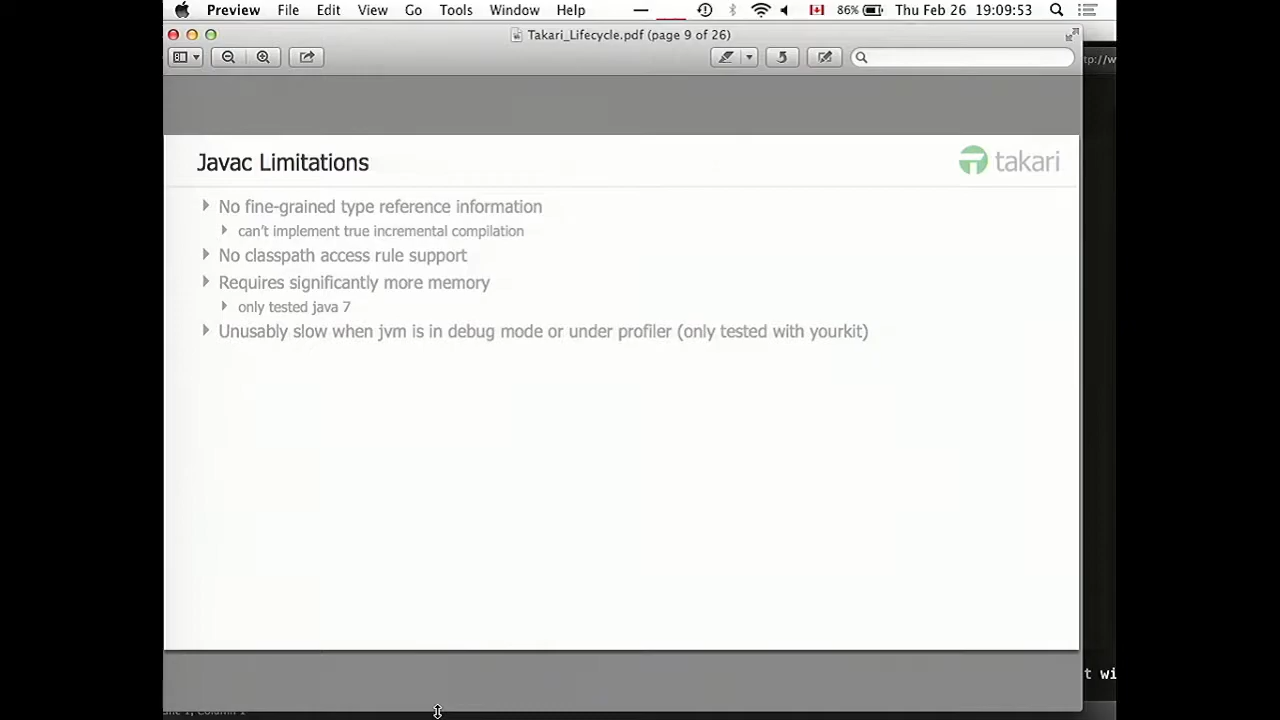 Preview File Edit View Go Tools Window Help 86% Thu Feb 26 19:09:53
Takari_Lifecycle.pdf (page 9 of 26)
tp://w
Javac Limitations
takari
No fine-grained type reference information
can't implement true incremental compilation
No classpath access rule support
Requires significantly more memory
only tested java 7
Unusably slow when jvm is in debug mode or under profiler (only tested with yourkit)
t wi